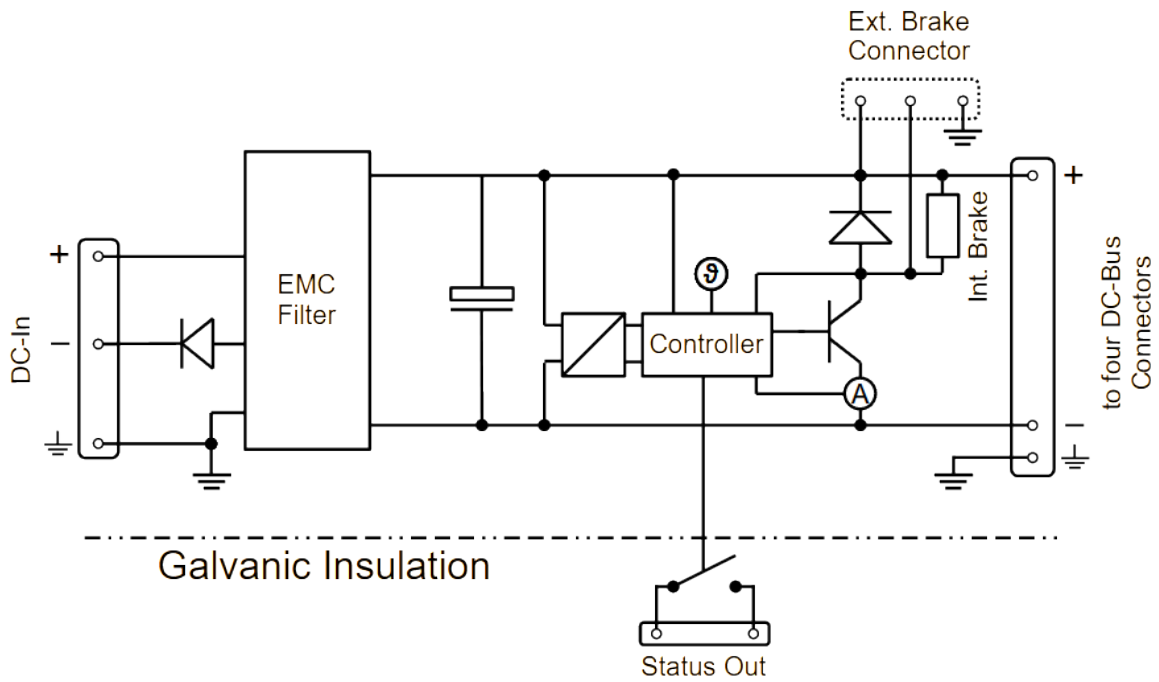 Ext. Brake
Connector
+
EMC
Filter
DC-In
+
−
ϑ
Controller
A
Int. Brake
+
−
to four DC-Bus
Connectors
Galvanic Insulation
Status Out